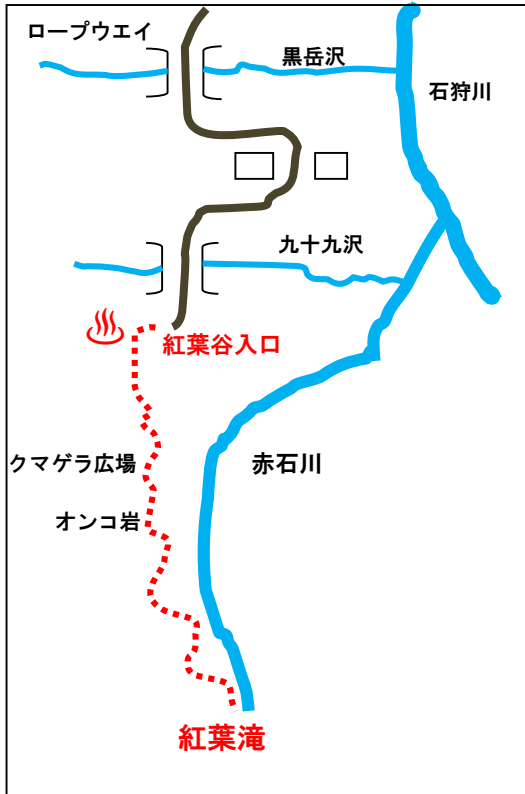 ロープウエイ
黒岳沢
石狩川
九十九沢
紅葉谷入口
クマゲラ広場
赤石川
オンコ岩
紅葉滝